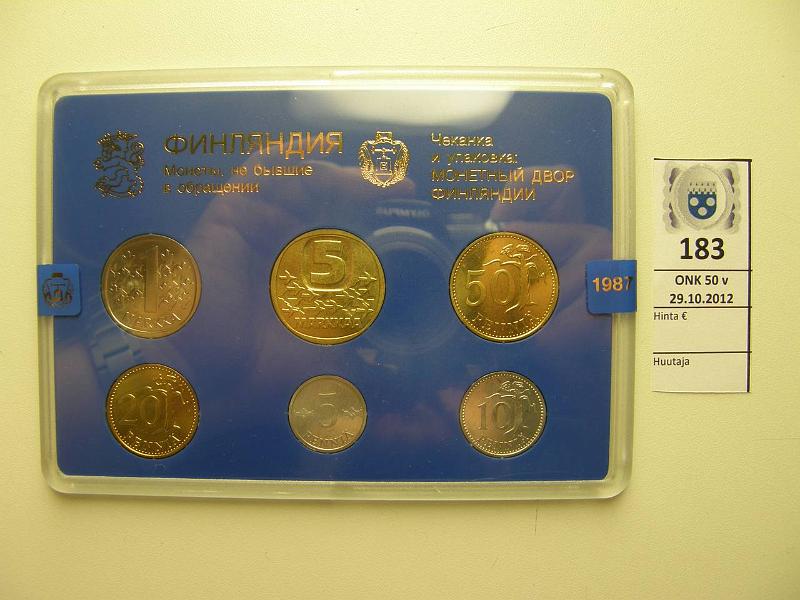 ФИНЛЯНДИЯ
Монеты, не бывшие
в обращении
Чеканка
и упаковка:
МОНЕТНЫЙ ДВОР
ФИНЛЯНДИИ
1
MARKKA
5
MARKKAA
50
PENNIÄ
1987
20
PENNIÄ
5
PENNIÄ
10
PENNIÄ
183
ONK 50 v
29.10.2012
Hinta €
Huutaja